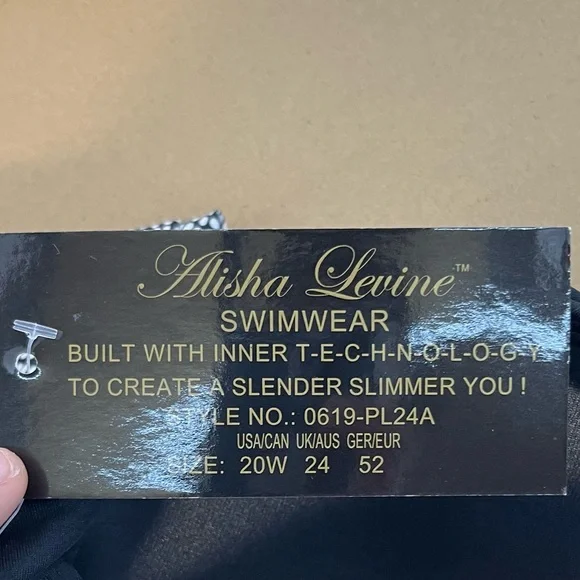 Alisha Levine™
SWIMWEAR
BUILT WITH INNER T-E-C-H-N-O-L-O-G-Y
TO CREATE A SLENDER SLIMMER YOU !
STYLE NO.: 0619-PL24A
USA/CAN UK/AUS GER/EUR
SIZE: 20W 24 52